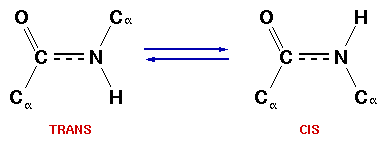 O Cα
C N
Cα H
TRANS
O H
C N
Cα Cα
CIS